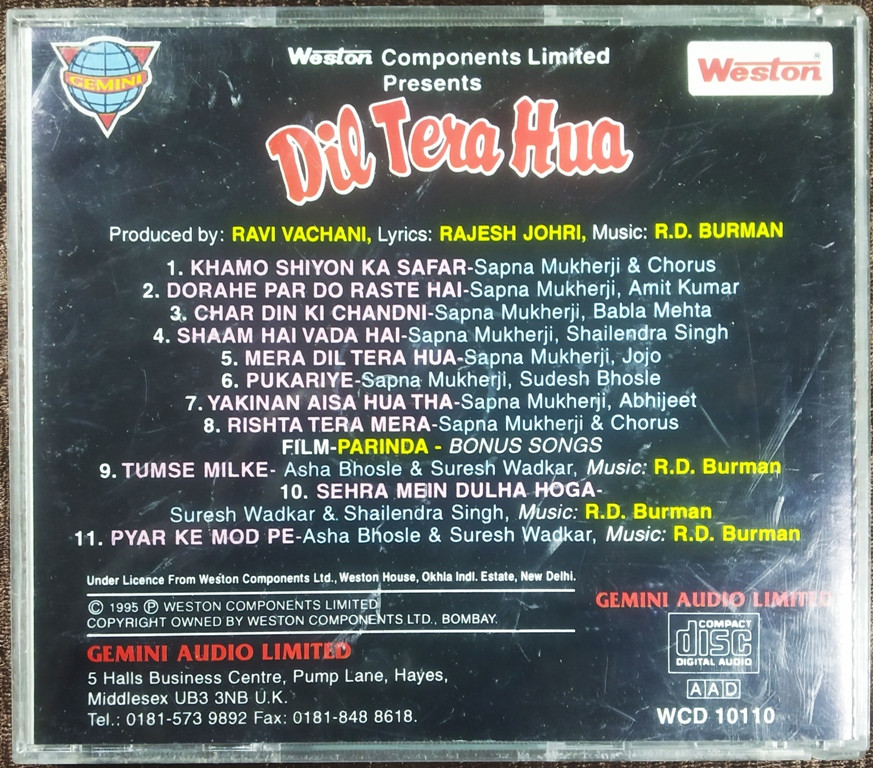 GEMINI
Weston Components Limited
Presents
Weston®
Dil Tera Hua
Produced by: RAVI VACHANI, Lyrics: RAJESH JOHRI, Music: R.D. BURMAN
1. KHAMO SHIYON KA SAFAR-Sapna Mukherji & Chorus
2. DORAHE PAR DO RASTE HAI-Sapna Mukherji, Amit Kumar
3. CHAR DIN KI CHANDNI-Sapna Mukherji, Babla Mehta
4. SHAAM HAI VADA HAI-Sapna Mukherji, Shailendra Singh
5. MERA DIL TERA HUA-Sapna Mukherji, Jojo
6. PUKARIYE-Sapna Mukherji, Sudesh Bhosle
7. YAKINAN AISA HUA THA-Sapna Mukherji, Abhijeet
8. RISHTA TERA MERA-Sapna Mukherji & Chorus
FILM-PARINDA - BONUS SONGS
9. TUMSE MILKE- Asha Bhosle & Suresh Wadkar, Music: R.D. Burman
10. SEHRA MEIN DULHA HOGA-
Suresh Wadkar & Shailendra Singh, Music: R.D. Burman
11. PYAR KE MOD PE-Asha Bhosle & Suresh Wadkar, Music: R.D. Burman
Under Licence From Weston Components Ltd., Weston House, Okhla Indl. Estate, New Delhi.
© 1995 ℗ WESTON COMPONENTS LIMITED
COPYRIGHT OWNED BY WESTON COMPONENTS LTD., BOMBAY.
GEMINI AUDIO LIMITED
5 Halls Business Centre, Pump Lane, Hayes,
Middlesex UB3 3NB U.K.
Tel.: 0181-573 9892 Fax: 0181-848 8618.
GEMINI AUDIO LIMITED
COMPACT
disc
DIGITAL AUDIO
AAD
WCD 10110